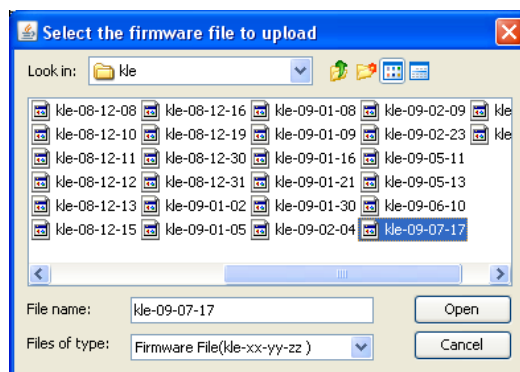 Select the firmware file to upload
Look in: kle
kle-08-12-08 kle-08-12-16 kle-09-01-08 kle-09-02-09 kle
kle-08-12-10 kle-08-12-19 kle-09-01-09 kle-09-02-23 kle
kle-08-12-11 kle-08-12-30 kle-09-01-16 kle-09-05-11
kle-08-12-12 kle-08-12-31 kle-09-01-21 kle-09-05-13
kle-08-12-13 kle-09-01-02 kle-09-01-30 kle-09-06-10
kle-08-12-15 kle-09-01-05 kle-09-02-04 kle-09-07-17
File name: kle-09-07-17 Open
Files of type: Firmware File(kle-xx-yy-zz ) Cancel